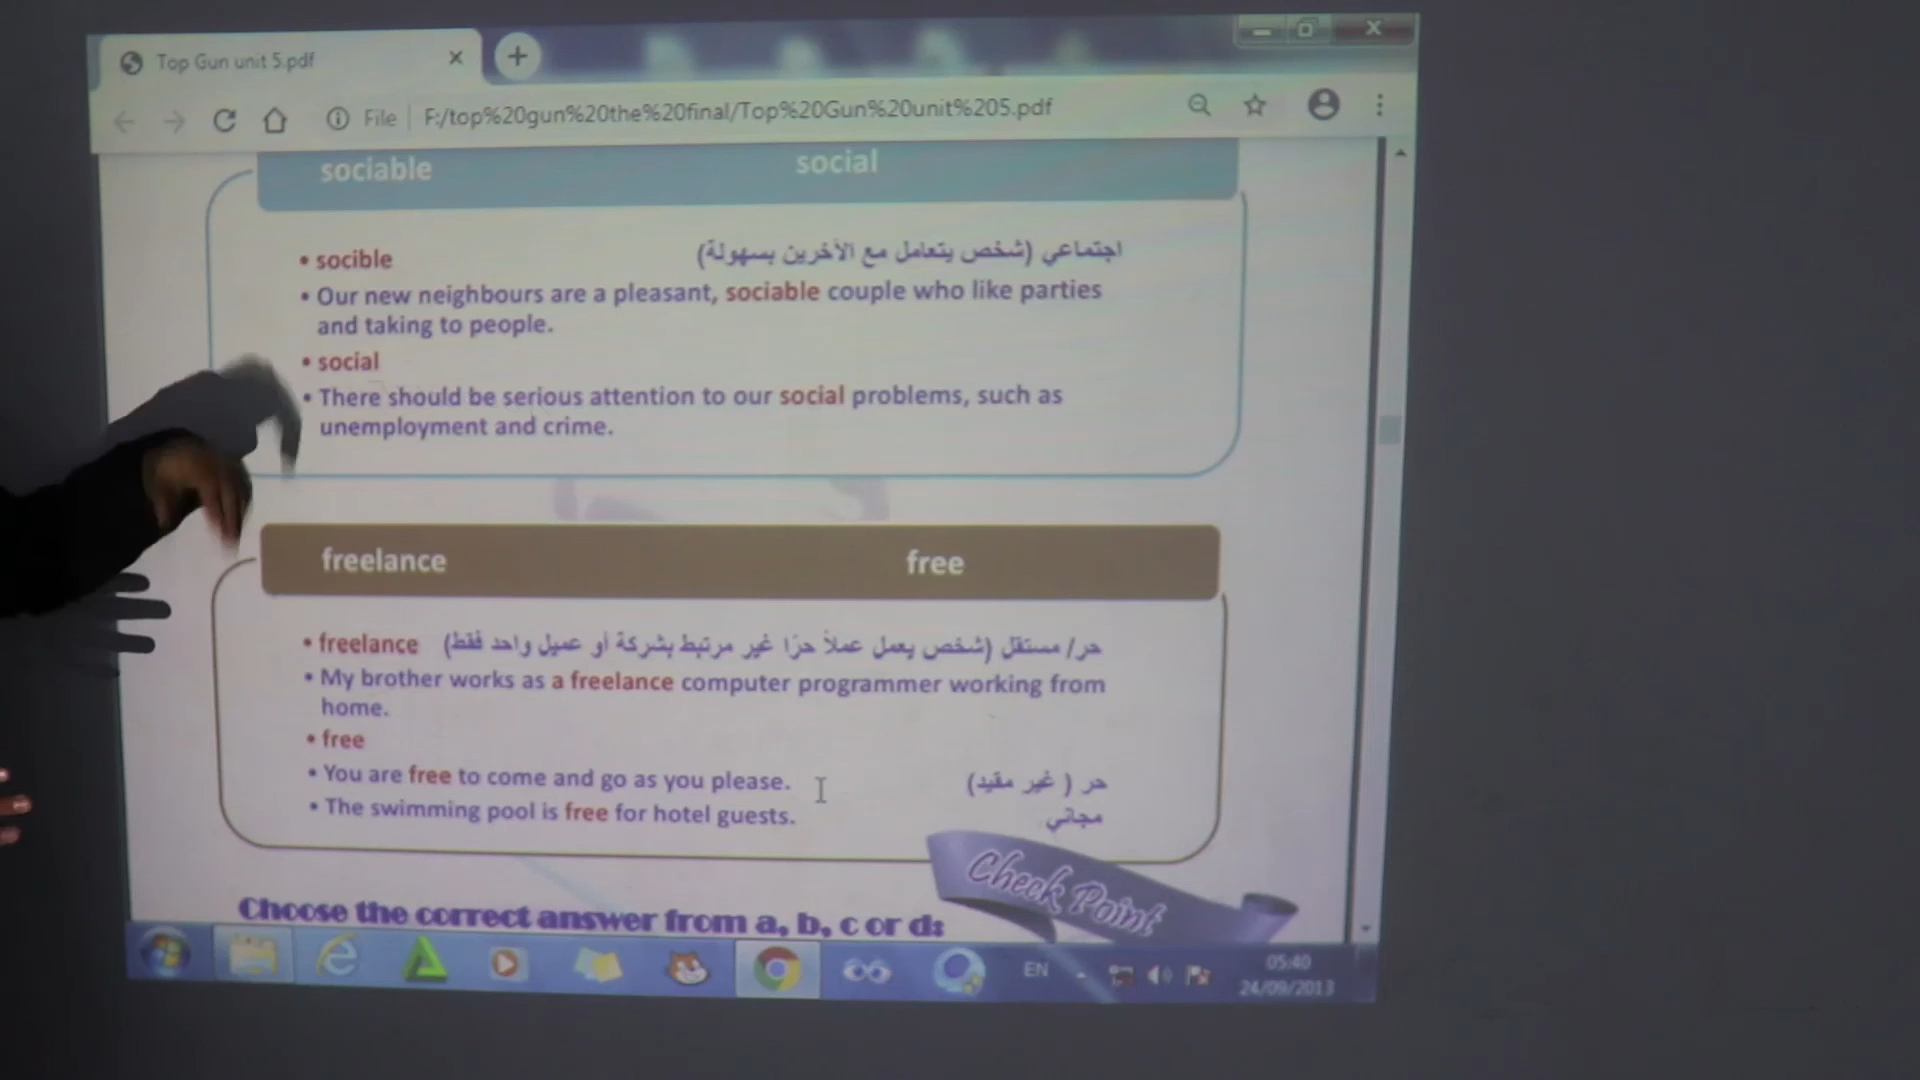 Top Gun unit 5.pdf
File F:/top%20gun%20the%20final/Top%20Gun%20unit%205.pdf
sociable social
• socible اجتماعي (شخص يتعامل مع الآخرين بسهولة)
• Our new neighbours are a pleasant, sociable couple who like parties
and taking to people.
• social
• There should be serious attention to our social problems, such as
unemployment and crime.
freelance free
• freelance حر/ مستقل (شخص يعمل عملاً حرًا غير مرتبط بشركة أو عميل واحد فقط)
• My brother works as a freelance computer programmer working from
home.
• free
• You are free to come and go as you please. حر ( غير مقيد)
• The swimming pool is free for hotel guests. مجاني
Check Point
Choose the correct answer from a, b, c or d:
EN 05:40
24/09/2013